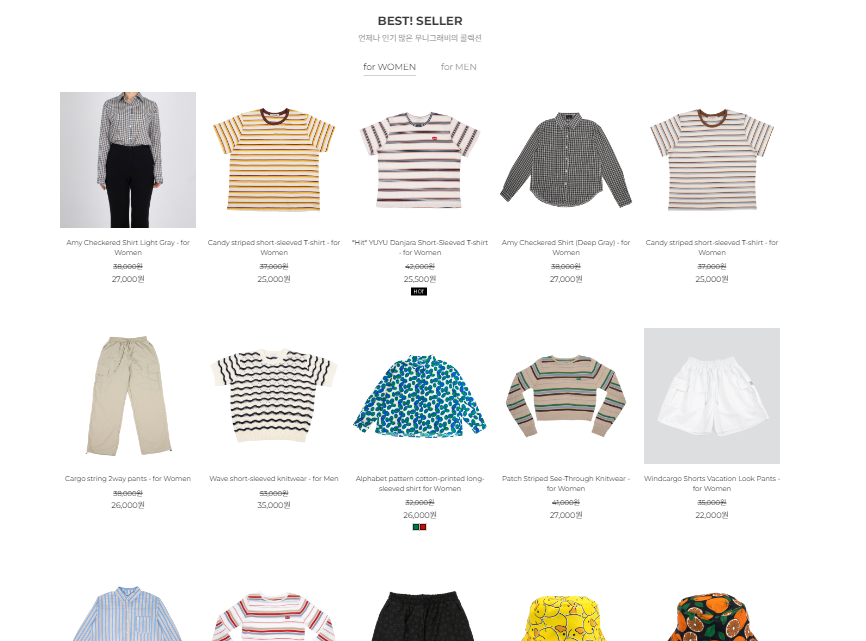 BEST! SELLER
언제나 인기 많은 무니그래비의 콜렉션
for WOMEN
for MEN
Amy Checkered Shirt Light Gray - for
Women
38,000원
27,000원
Candy striped short-sleeved T-shirt - for
Women
37,000원
25,000원
"Hit" YUYU Danjara Short-Sleeved T-shirt
- for Women
42,000원
25,500원
HOT
Amy Checkered Shirt (Deep Gray) - for
Women
38,000원
27,000원
Candy striped short-sleeved T-shirt - for
Women
37,000원
25,000원
Cargo string 2way pants - for Women
38,000원
26,000원
Wave short-sleeved knitwear - for Men
53,000원
35,000원
Alphabet pattern cotton-printed long-
sleeved shirt for Women
32,000원
26,000원
Patch Striped See-Through Knitwear -
for Women
41,000원
27,000원
Windcargo Shorts Vacation Look Pants -
for Women
35,000원
22,000원